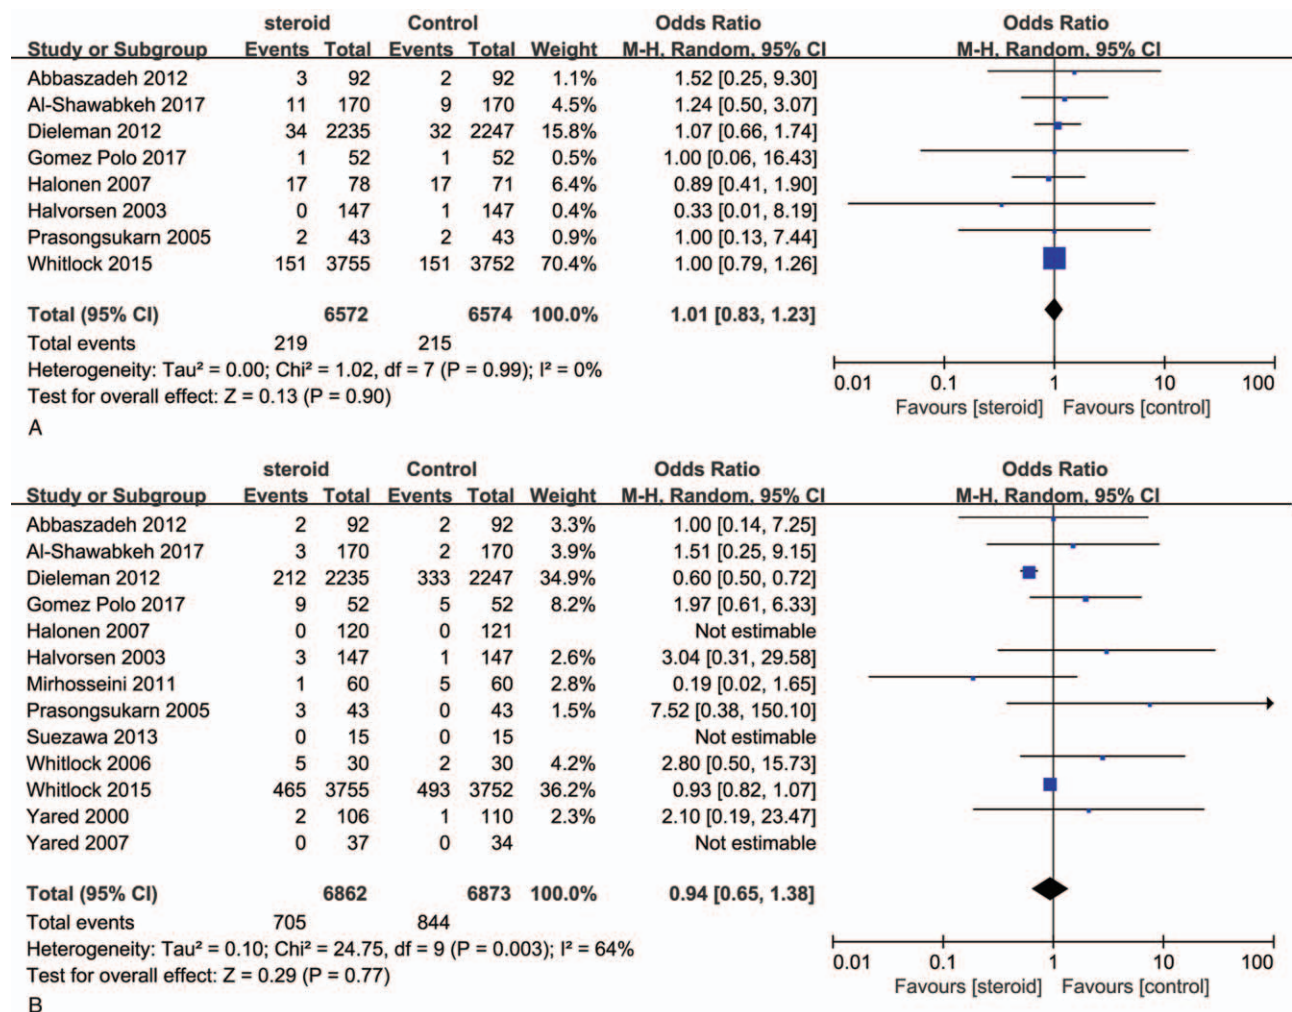 steroid Control Odds Ratio Odds Ratio
Study or Subgroup Events Total Events Total Weight M-H, Random, 95% CI M-H, Random, 95% CI
Abbaszadeh 2012 3 92 2 92 1.1% 1.52 [0.25, 9.30]
Al-Shawabkeh 2017 11 170 9 170 4.5% 1.24 [0.50, 3.07]
Dieleman 2012 34 2235 32 2247 15.8% 1.07 [0.66, 1.74]
Gomez Polo 2017 1 52 1 52 0.5% 1.00 [0.06, 16.43]
Halonen 2007 17 78 17 71 6.4% 0.89 [0.41, 1.90]
Halvorsen 2003 0 147 1 147 0.4% 0.33 [0.01, 8.19]
Prasongsukarn 2005 2 43 2 43 0.9% 1.00 [0.13, 7.44]
Whitlock 2015 151 3755 151 3752 70.4% 1.00 [0.79, 1.26]
Total (95% CI) 6572 6574 100.0% 1.01 [0.83, 1.23]
Total events 219 215
Heterogeneity: Tau² = 0.00; Chi² = 1.02, df = 7 (P = 0.99); I² = 0%
Test for overall effect: Z = 0.13 (P = 0.90)
0.01 0.1 1 10 100
Favours [steroid] Favours [control]
A
steroid Control Odds Ratio Odds Ratio
Study or Subgroup Events Total Events Total Weight M-H, Random, 95% CI M-H, Random, 95% CI
Abbaszadeh 2012 2 92 2 92 3.3% 1.00 [0.14, 7.25]
Al-Shawabkeh 2017 3 170 2 170 3.9% 1.51 [0.25, 9.15]
Dieleman 2012 212 2235 333 2247 34.9% 0.60 [0.50, 0.72]
Gomez Polo 2017 9 52 5 52 8.2% 1.97 [0.61, 6.33]
Halonen 2007 0 120 0 121 Not estimable
Halvorsen 2003 3 147 1 147 2.6% 3.04 [0.31, 29.58]
Mirhosseini 2011 1 60 5 60 2.8% 0.19 [0.02, 1.65]
Prasongsukarn 2005 3 43 0 43 1.5% 7.52 [0.38, 150.10]
Suezawa 2013 0 15 0 15 Not estimable
Whitlock 2006 5 30 2 30 4.2% 2.80 [0.50, 15.73]
Whitlock 2015 465 3755 493 3752 36.2% 0.93 [0.82, 1.07]
Yared 2000 2 106 1 110 2.3% 2.10 [0.19, 23.47]
Yared 2007 0 37 0 34 Not estimable
Total (95% CI) 6862 6873 100.0% 0.94 [0.65, 1.38]
Total events 705 844
Heterogeneity: Tau² = 0.10; Chi² = 24.75, df = 9 (P = 0.003); I² = 64%
Test for overall effect: Z = 0.29 (P = 0.77)
0.01 0.1 1 10 100
Favours [steroid] Favours [control]
B